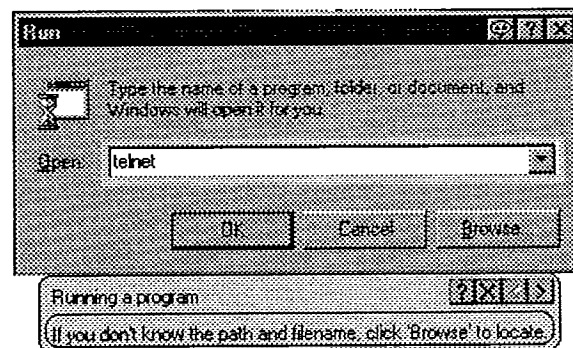 Run
Type the name of a program, folder, or document, and
Windows will open it for you.
Open: telnet
OK Cancel Browse...
Running a program
If you don't know the path and filename, click 'Browse' to locate